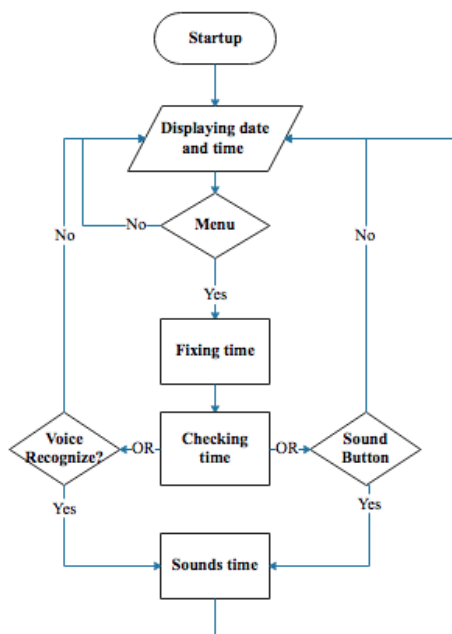 Startup
Displaying date
and time
No
Menu
No
No
Yes
Fixing time
Voice
Recognize?
OR
Checking
time
OR
Sound
Button
Yes
Yes
Sounds time